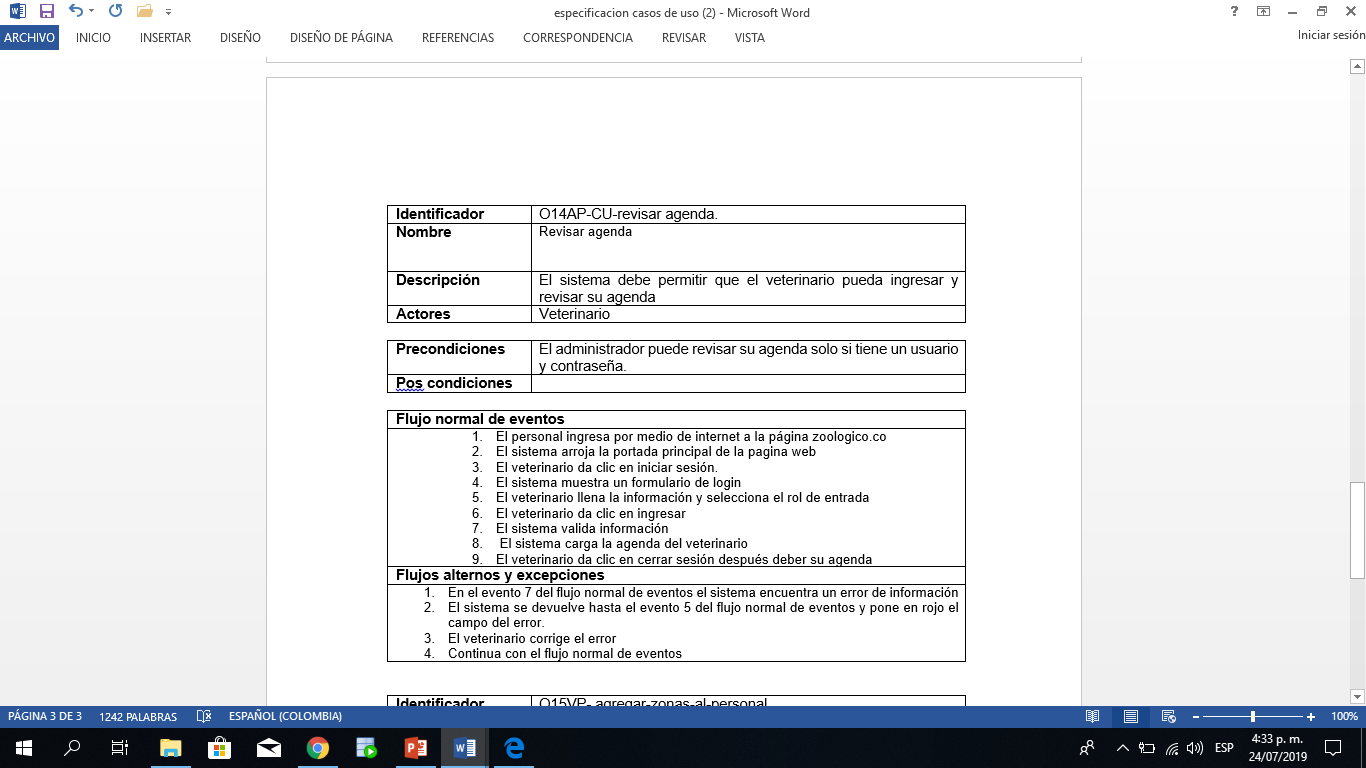 especificacion casos de uso (2) - Microsoft Word
?
ARCHIVO INICIO INSERTAR DISEÑO DISEÑO DE PÁGINA REFERENCIAS CORRESPONDENCIA REVISAR VISTA
Iniciar sesión
Identificador O14AP-CU-revisar agenda.
Nombre Revisar agenda
Descripción El sistema debe permitir que el veterinario pueda ingresar y
revisar su agenda
Actores Veterinario
Precondiciones El administrador puede revisar su agenda solo si tiene un usuario
y contraseña.
Pos condiciones
Flujo normal de eventos
1. El personal ingresa por medio de internet a la página zoologico.co
2. El sistema arroja la portada principal de la pagina web
3. El veterinario da clic en iniciar sesión.
4. El sistema muestra un formulario de login
5. El veterinario llena la información y selecciona el rol de entrada
6. El veterinario da clic en ingresar
7. El sistema valida información
8. El sistema carga la agenda del veterinario
9. El veterinario da clic en cerrar sesión después deber su agenda
Flujos alternos y excepciones
1. En el evento 7 del flujo normal de eventos el sistema encuentra un error de información
2. El sistema se devuelve hasta el evento 5 del flujo normal de eventos y pone en rojo el
campo del error.
3. El veterinario corrige el error
4. Continua con el flujo normal de eventos
Identificador O15VP- agregar-zonas-al-personal
PÁGINA 3 DE 3 1242 PALABRAS ESPAÑOL (COLOMBIA) 100%
ESP
4:33 p. m.
24/07/2019